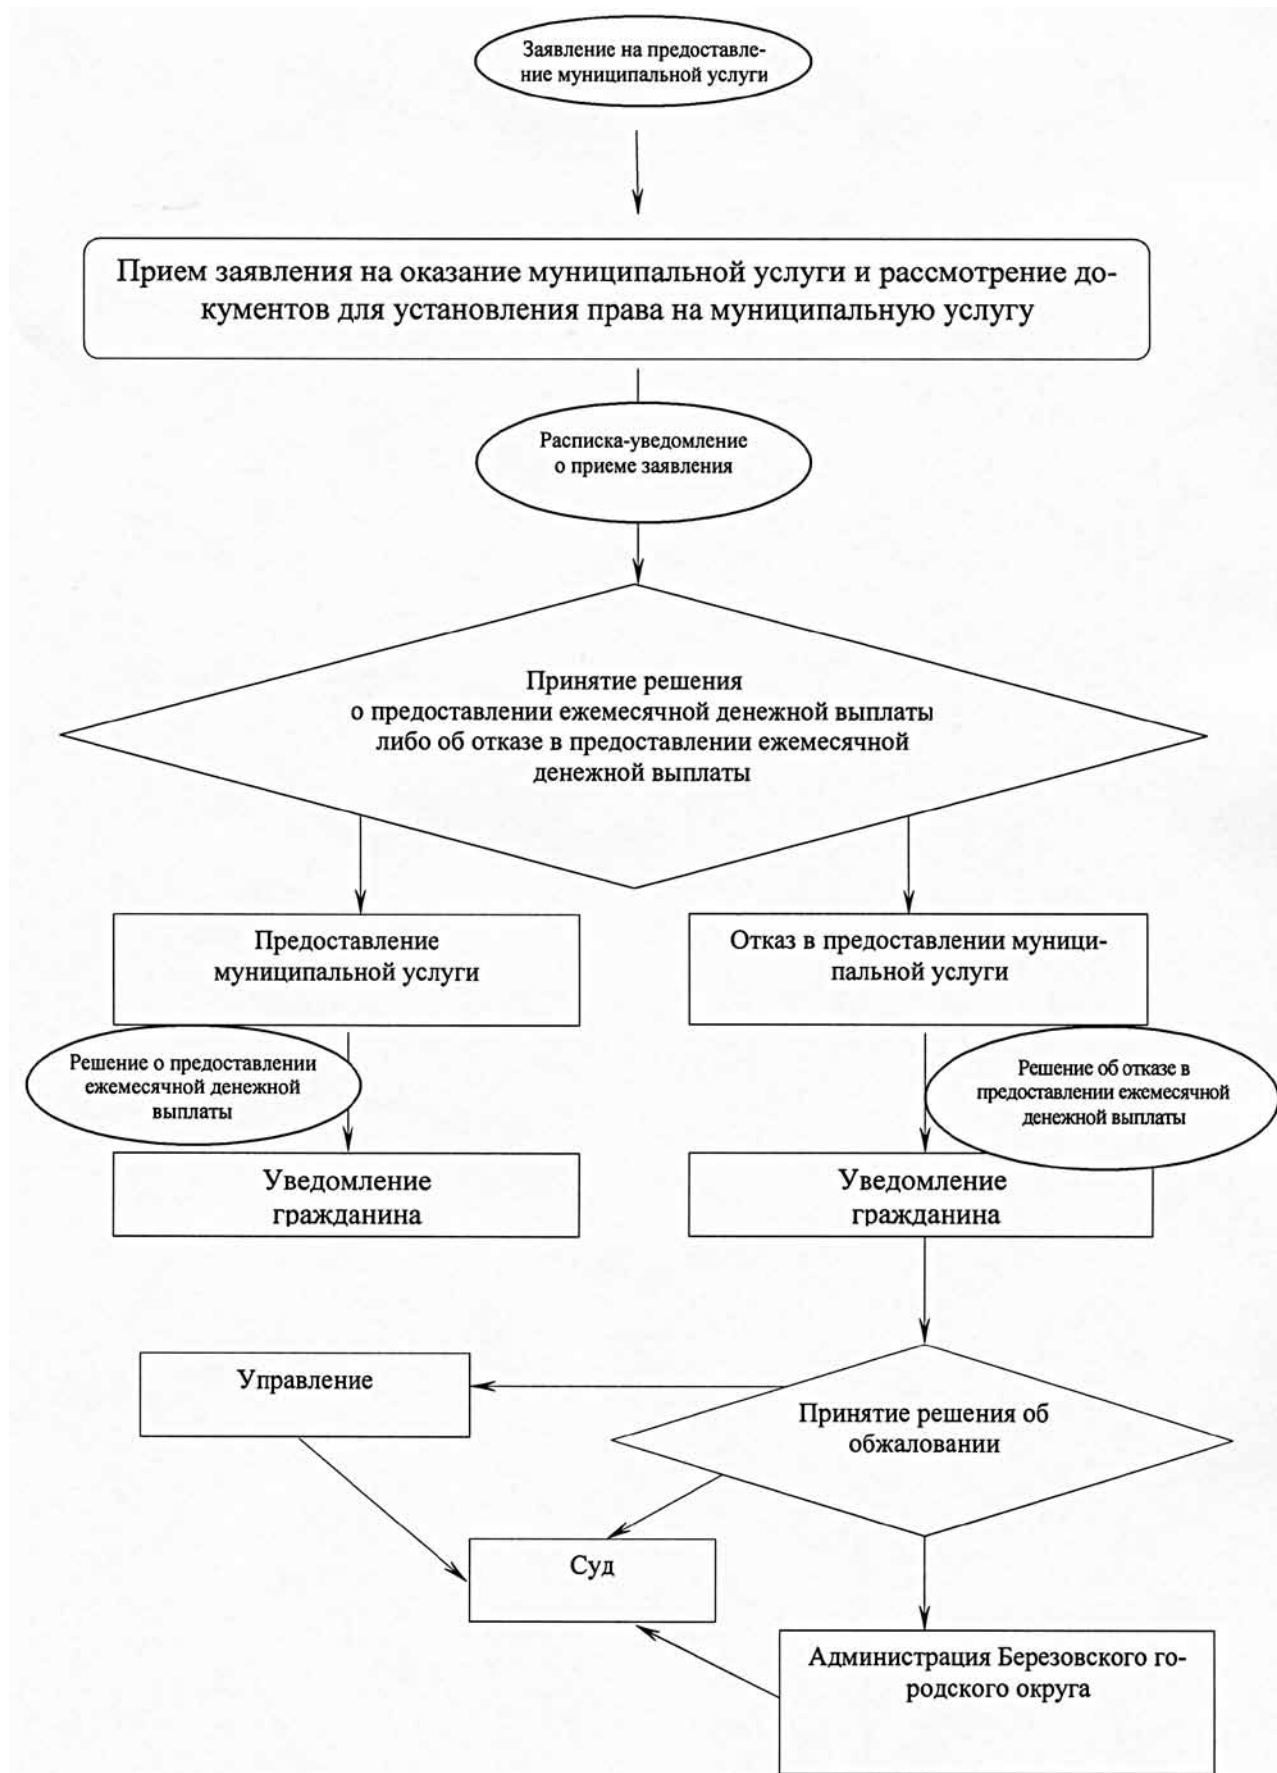 Заявление на предоставле-
ние муниципальной услуги
Прием заявления на оказание муниципальной услуги и рассмотрение до-
кументов для установления права на муниципальную услугу
Расписка-уведомление
о приеме заявления
Принятие решения
о предоставлении ежемесячной денежной выплаты
либо об отказе в предоставлении ежемесячной
денежной выплаты
Предоставление
муниципальной услуги
Отказ в предоставлении муници-
пальной услуги
Решение о предоставлении
ежемесячной денежной
выплаты
Решение об отказе в
предоставлении ежемесячной
денежной выплаты
Уведомление
гражданина
Уведомление
гражданина
Управление
Принятие решения об
обжаловании
Суд
Администрация Березовского го-
родского округа